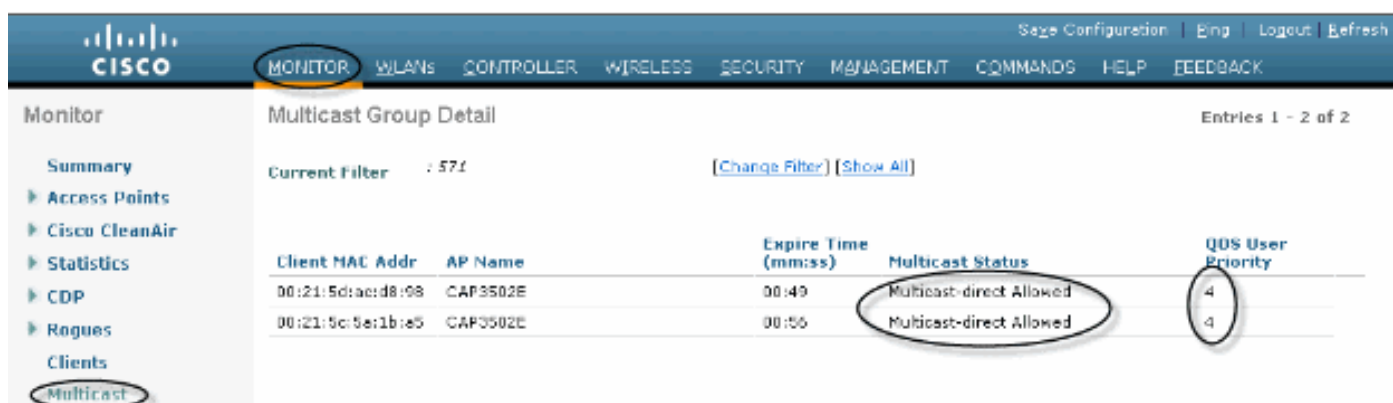 Save Configuration | Ping | Logout | Refresh
CISCO
MONITOR WLANs CONTROLLER WIRELESS SECURITY MANAGEMENT COMMANDS HELP FEEDBACK
Monitor
Summary
Access Points
Cisco CleanAir
Statistics
CDP
Rogues
Clients
Multicast
Multicast Group Detail
Entries 1 - 2 of 2
Current Filter : 571 [Change Filter] [Show All]
Client MAC Addr AP Name Expire Time (mm:ss) Multicast Status QOS User Priority
00:21:5d:ac:d8:98 CAP3502E 00:49 Multicast-direct Allowed 4
00:21:5c:5a:1b:a5 CAP3502E 00:56 Multicast-direct Allowed 4